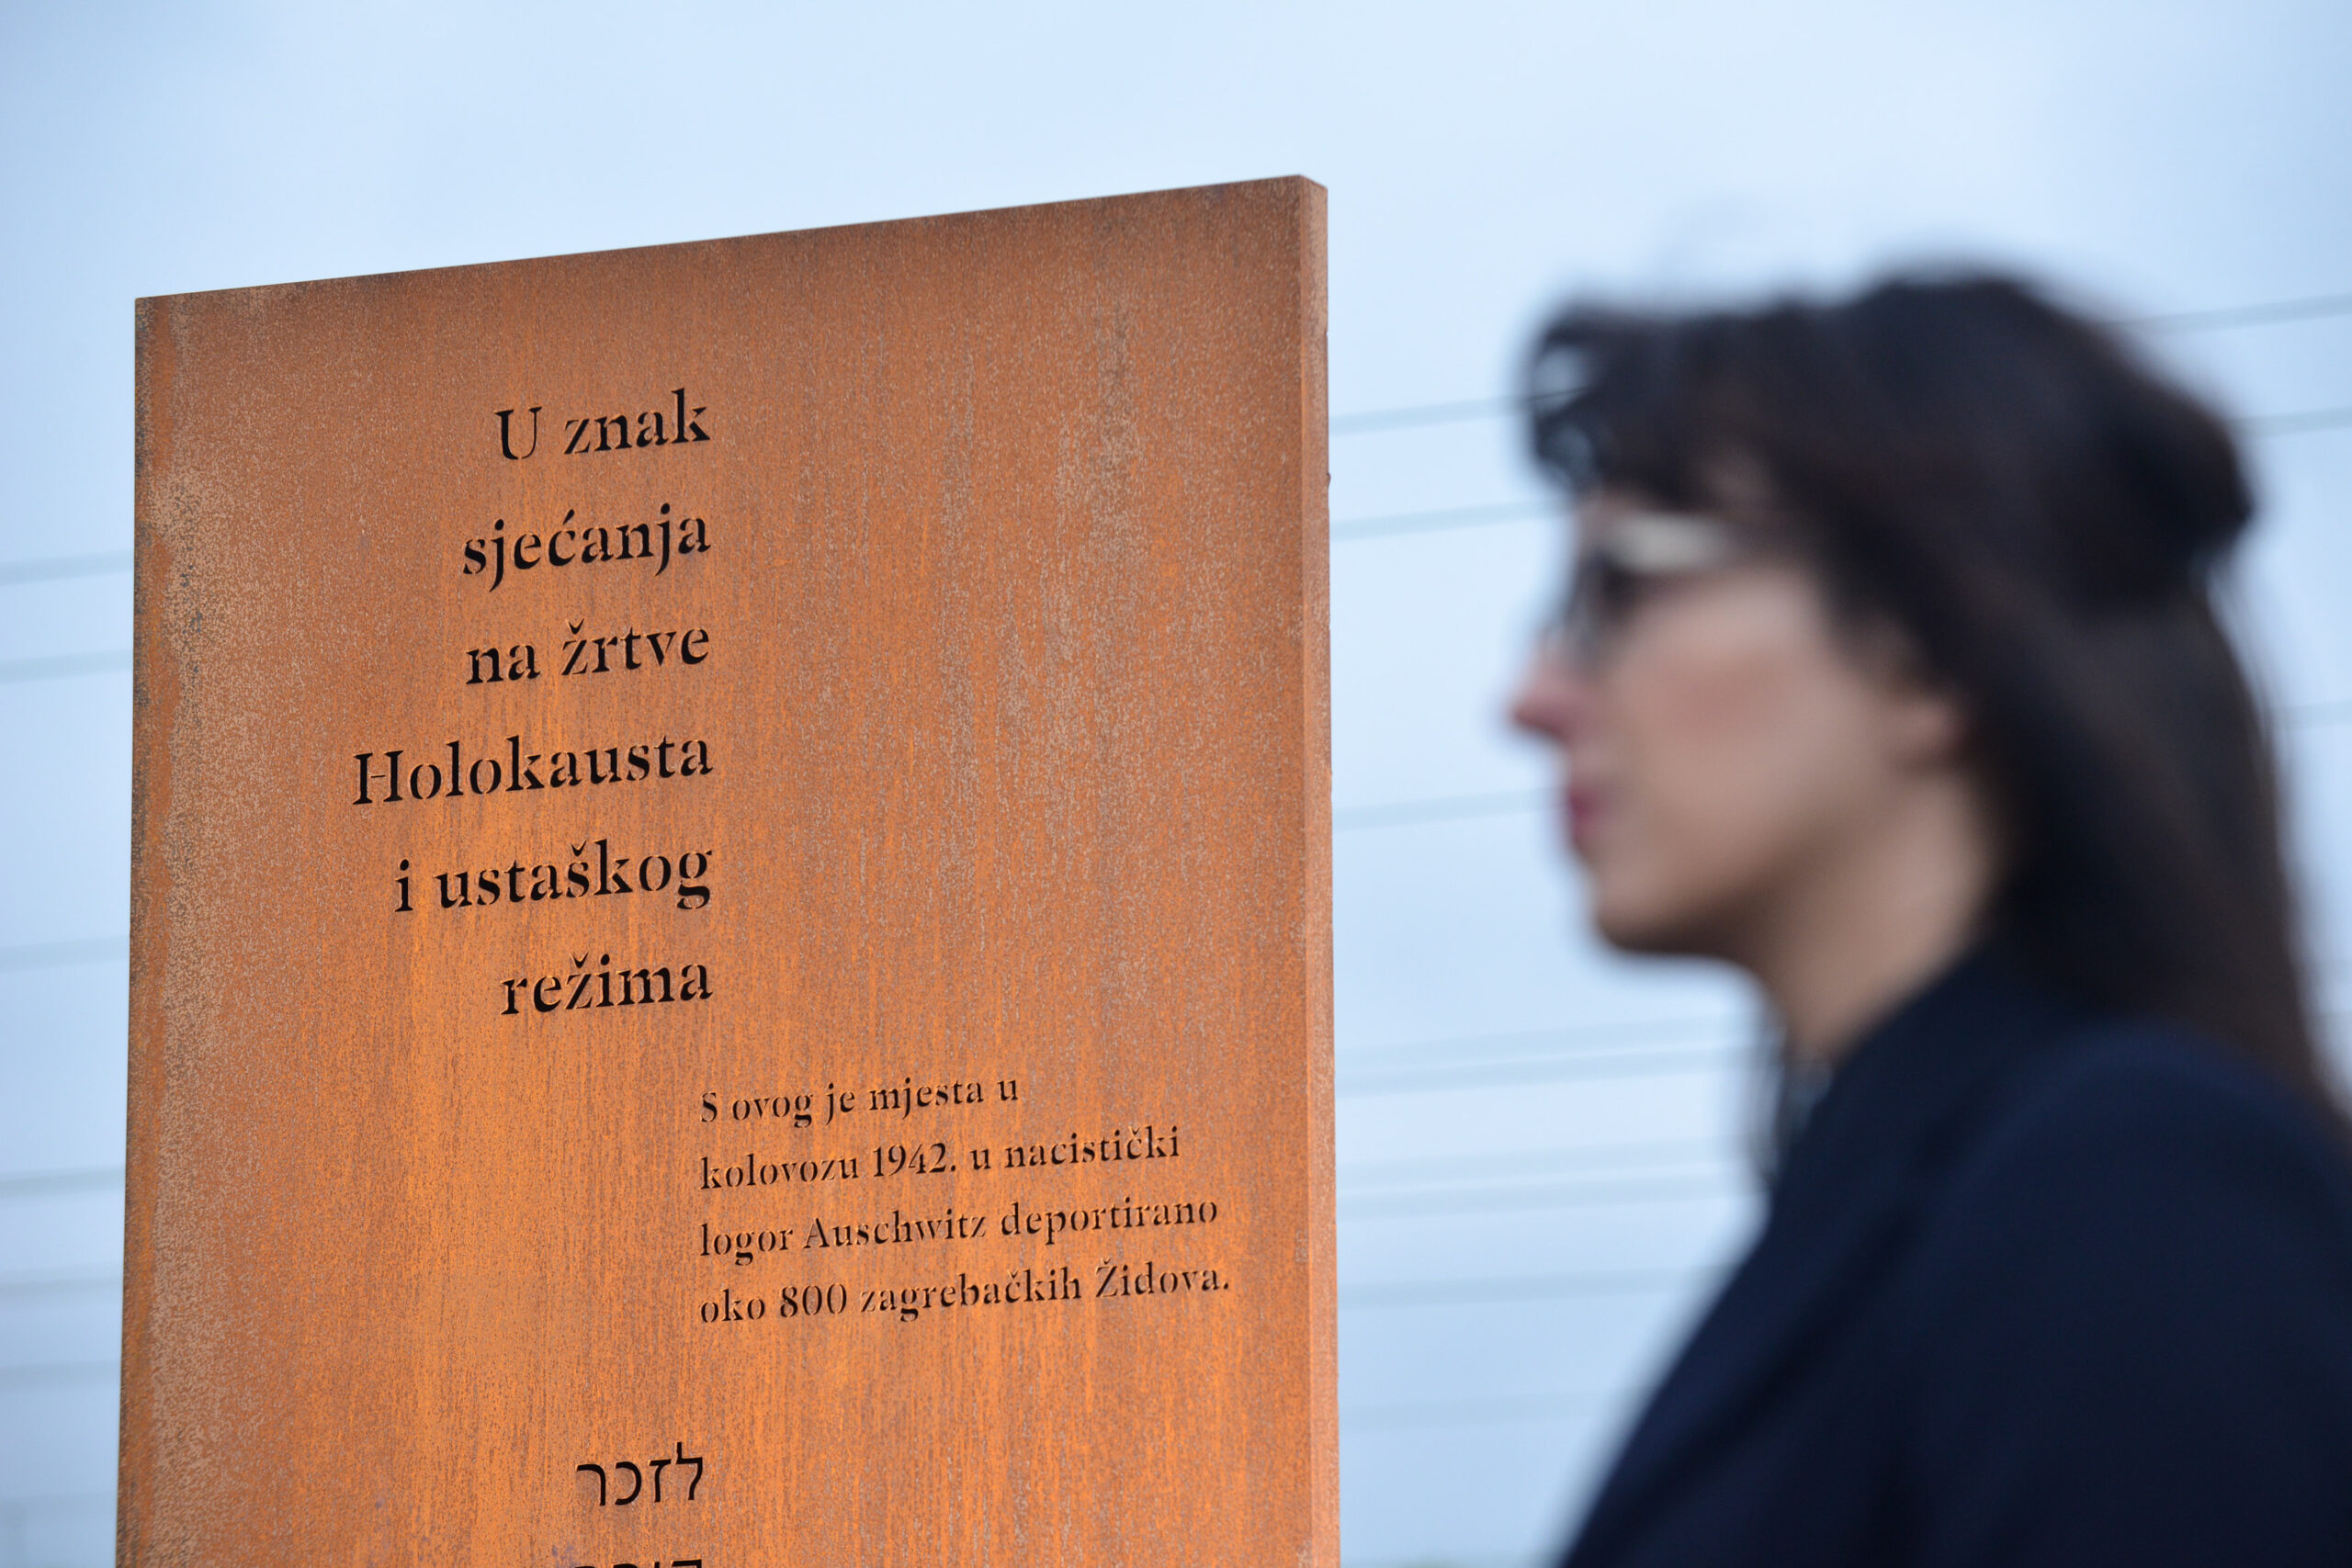 U znak
sjećanja
na žrtve
Holokausta
i ustaškog
režima
S ovog je mjesta u
kolovozu 1942. u nacistički
logor Auschwitz deportirano
oko 800 zagrebačkih Židova.
לזכר